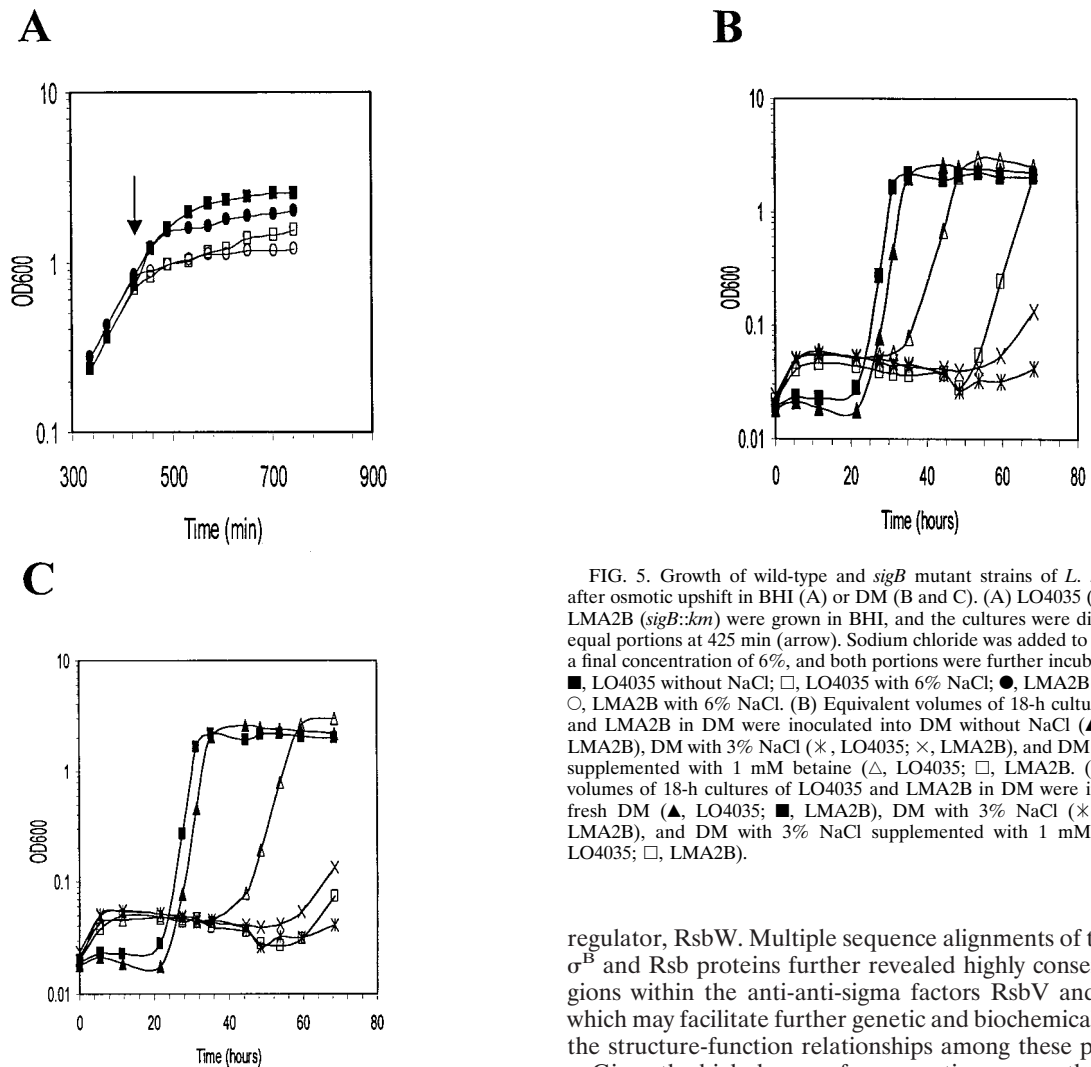 A
10
1
0.1
OD600
300
500
700
900
Time (min)
B
10
1
0.1
0.01
OD600
0
20
40
60
80
Time (hours)
C
10
1
0.1
0.01
OD600
0
20
40
60
80
Time (hours)
FIG. 5. Growth of wild-type and sigB mutant strains of L.
after osmotic upshift in BHI (A) or DM (B and C). (A) LO4035 (
LMA2B (sigB::km) were grown in BHI, and the cultures were di
equal portions at 425 min (arrow). Sodium chloride was added to
a final concentration of 6%, and both portions were further incub
■, LO4035 without NaCl; □, LO4035 with 6% NaCl; ●, LMA2B
○, LMA2B with 6% NaCl. (B) Equivalent volumes of 18-h cultu
and LMA2B in DM were inoculated into DM without NaCl (▲
LMA2B), DM with 3% NaCl (✳, LO4035; ×, LMA2B), and DM
supplemented with 1 mM betaine (△, LO4035; □, LMA2B. (
volumes of 18-h cultures of LO4035 and LMA2B in DM were i
fresh DM (▲, LO4035; ■, LMA2B), DM with 3% NaCl (✳
LMA2B), and DM with 3% NaCl supplemented with 1 mM
LO4035; □, LMA2B).
regulator, RsbW. Multiple sequence alignments of t
σᴮ and Rsb proteins further revealed highly conse
gions within the anti-anti-sigma factors RsbV and
which may facilitate further genetic and biochemica
the structure-function relationships among these p